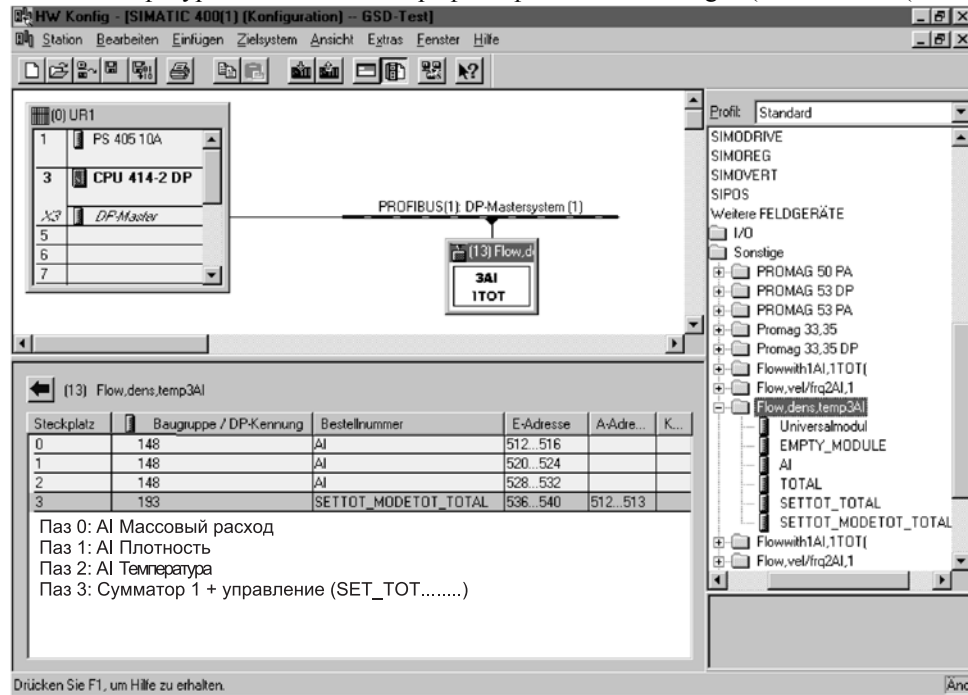 HW Konfig - [SIMATIC 400(1) (Konfiguration) -- GSD-Test]
Station Bearbeiten Einfügen Zielsystem Ansicht Extras Fenster Hilfe
(0) UR1
1 PS 405 10A
3 CPU 414-2 DP
X3 DP-Master
5
6
7
PROFIBUS(1): DP-Mastersystem (1)
(13) Flow,d
3AI
1TOT
(13) Flow,dens,temp3AI
Steckplatz Baugruppe / DP-Kennung Bestellnummer E-Adresse A-Adre... K...
0 148 AI 512...516
1 148 AI 520...524
2 148 AI 528...532
3 193 SETTOT_MODETOT_TOTAL 536...540 512...513
Паз 0: AI Массовый расход
Паз 1: AI Плотность
Паз 2: AI Температура
Паз 3: Сумматор 1 + управление (SET_TOT........)
Profil: Standard
SIMODRIVE
SIMOREG
SIMOVERT
SIPOS
Weitere FELDGERÄTE
I/O
Sonstige
PROMAG 50 PA
PROMAG 53 DP
PROMAG 53 PA
Promag 33,35
Promag 33,35 DP
Flowwith1AI,1TOT(
Flow,vel/frq2AI,1
Flow,dens,temp3AI
Universalmodul
EMPTY_MODULE
AI
TOTAL
SETTOT_TOTAL
SETTOT_MODETOT_TOTAL
Flowwith1AI,1TOT(
Flow,vel/frq2AI,1
Drücken Sie F1, um Hilfe zu erhalten.
Änd